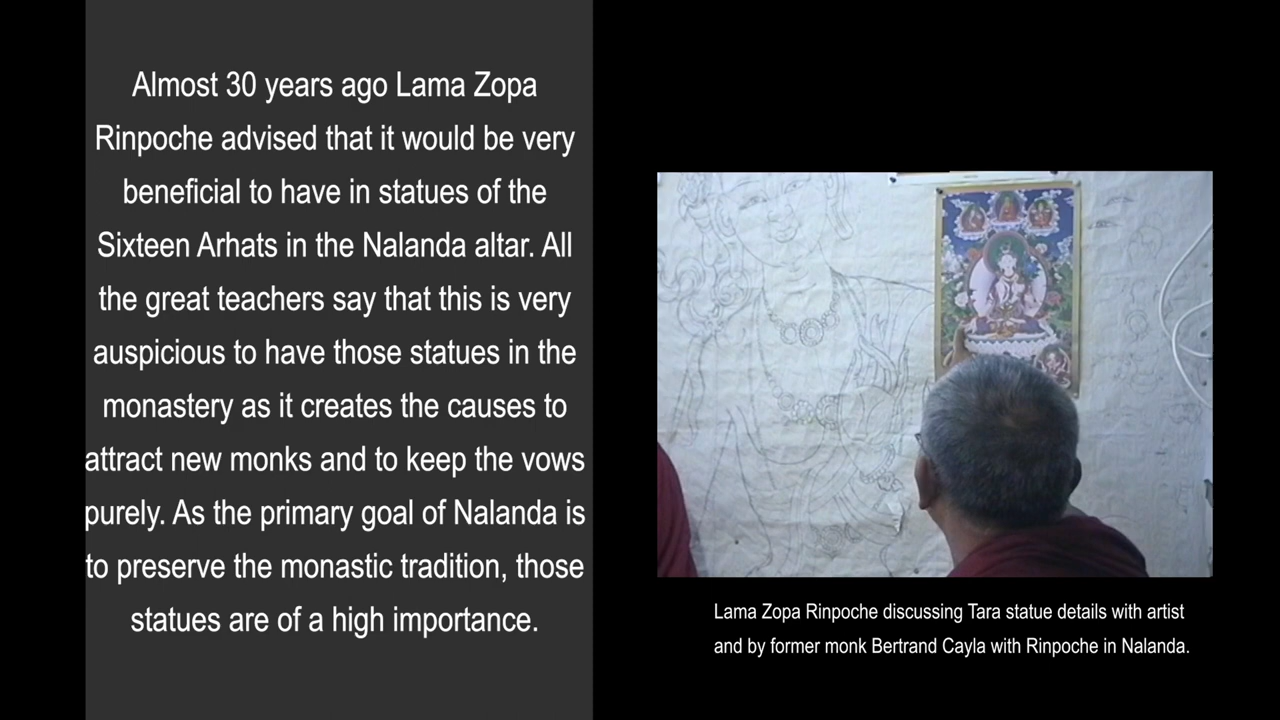 Almost 30 years ago Lama Zopa
Rinpoche advised that it would be very
beneficial to have in statues of the
Sixteen Arhats in the Nalanda altar. All
the great teachers say that this is very
auspicious to have those statues in the
monastery as it creates the causes to
attract new monks and to keep the vows
purely. As the primary goal of Nalanda is
to preserve the monastic tradition, those
statues are of a high importance.
Lama Zopa Rinpoche discussing Tara statue details with artist
and by former monk Bertrand Cayla with Rinpoche in Nalanda.